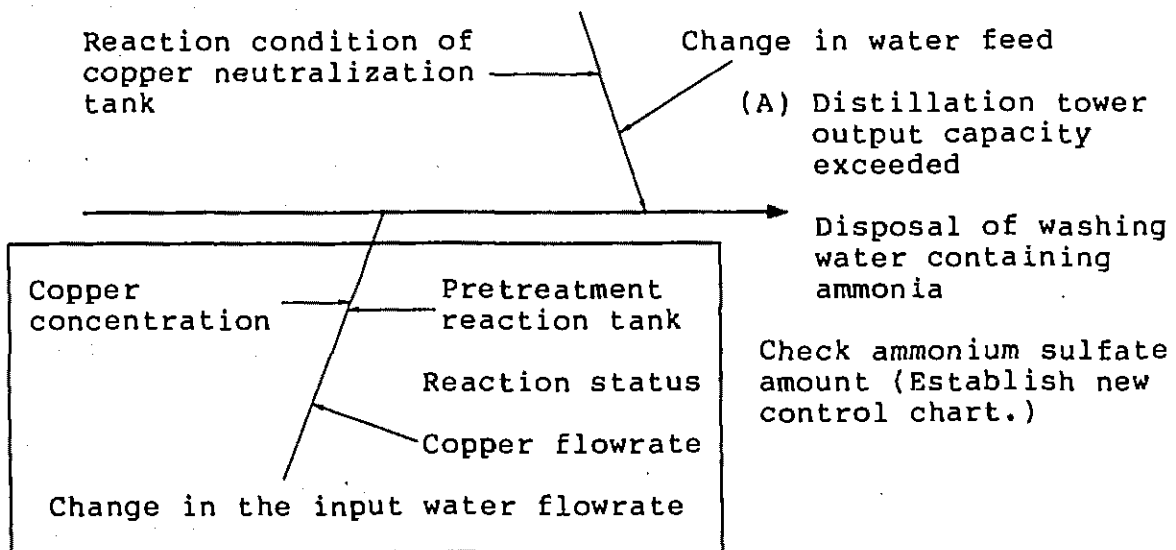 Reaction condition of
copper neutralization
tank
Change in water feed
(A) Distillation tower
output capacity
exceeded
Disposal of washing
water containing
ammonia
Check ammonium sulfate
amount (Establish new
control chart.)
Copper
concentration
Pretreatment
reaction tank
Reaction status
Copper flowrate
Change in the input water flowrate